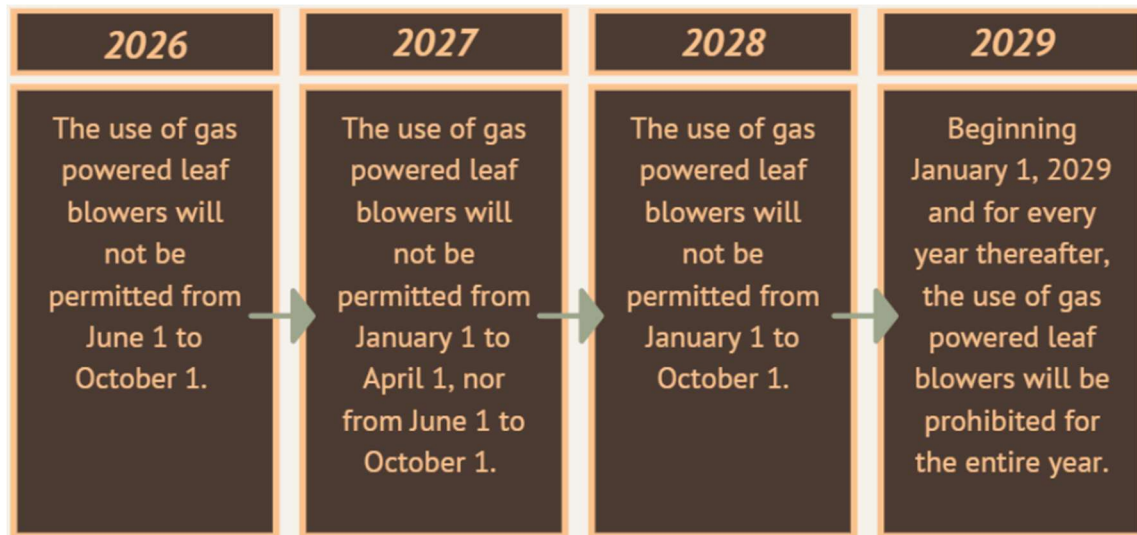 2026
The use of gas
powered leaf
blowers will
not be
permitted from
June 1 to
October 1.
2027
The use of gas
powered leaf
blowers will
not be
permitted from
January 1 to
April 1, nor
from June 1 to
October 1.
2028
The use of gas
powered leaf
blowers will
not be
permitted from
January 1 to
October 1.
2029
Beginning
January 1, 2029
and for every
year thereafter,
the use of gas
powered leaf
blowers will be
prohibited for
the entire year.